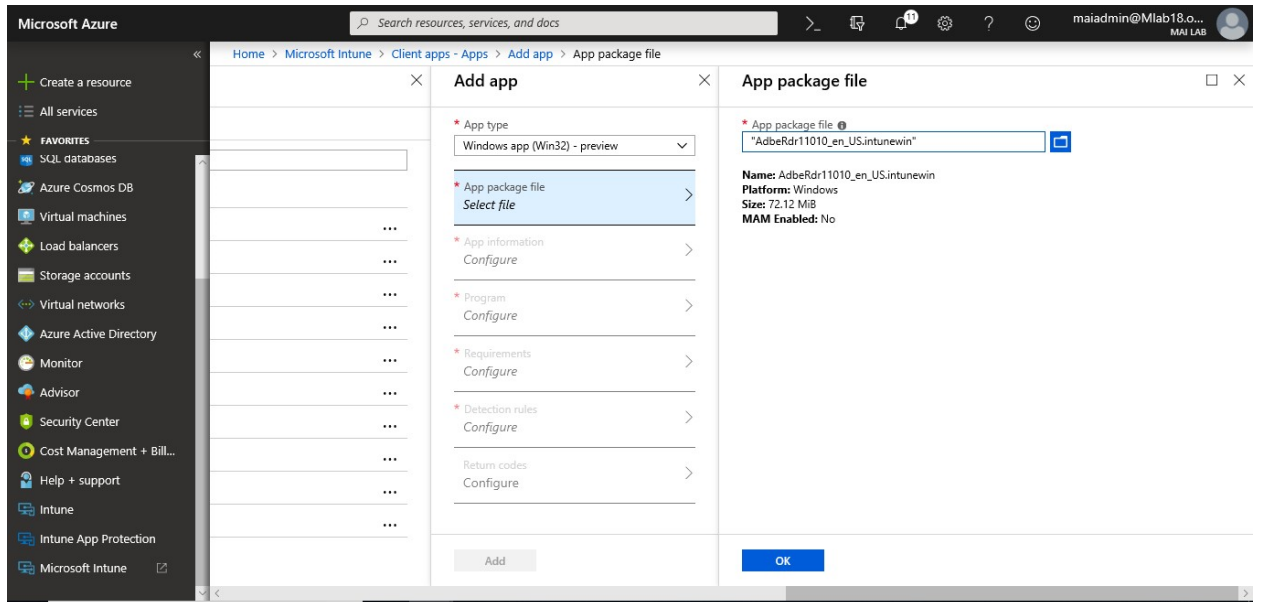 Microsoft Azure
Search resources, services, and docs
11
maiadmin@Mlab18.o...
MAI LAB
Home > Microsoft Intune > Client apps - Apps > Add app > App package file
Create a resource
All services
FAVORITES
SQL databases
Azure Cosmos DB
Virtual machines
Load balancers
Storage accounts
Virtual networks
Azure Active Directory
Monitor
Advisor
Security Center
Cost Management + Bill...
Help + support
Intune
Intune App Protection
Microsoft Intune
Add app
* App type
Windows app (Win32) - preview
* App package file
Select file
* App information
Configure
* Program
Configure
* Requirements
Configure
* Detection rules
Configure
Return codes
Configure
Add
App package file
* App package file
"AdbeRdr11010_en_US.intunewin"
Name: AdbeRdr11010_en_US.intunewin
Platform: Windows
Size: 72.12 MiB
MAM Enabled: No
OK